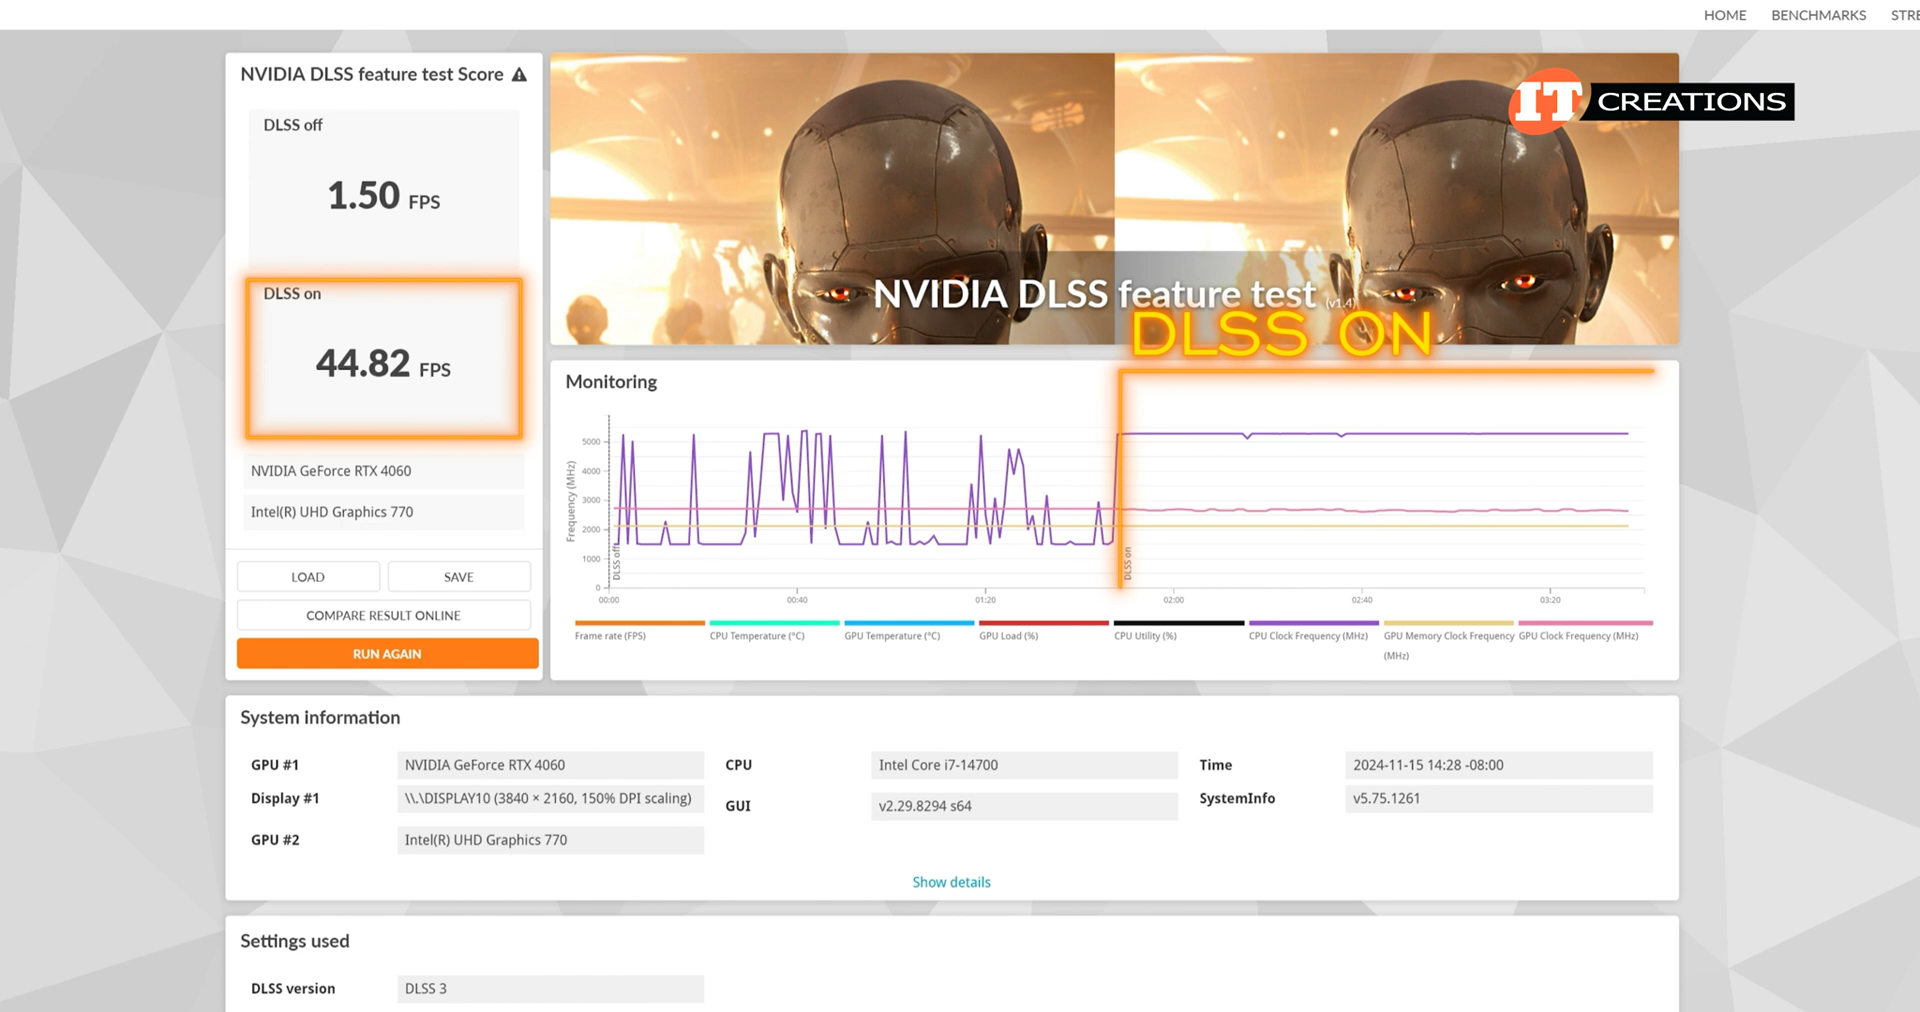 HOME BENCHMARKS STRE
NVIDIA DLSS feature test Score
DLSS off
1.50 FPS
DLSS on
44.82 FPS
NVIDIA GeForce RTX 4060
Intel(R) UHD Graphics 770
LOAD SAVE
COMPARE RESULT ONLINE
RUN AGAIN
IT CREATIONS
NVIDIA DLSS feature test (v1.4)
DLSS ON
Monitoring
Frequency (MHz)
5000
4000
3000
2000
1000
0
DLSS off
DLSS on
00:00 00:40 01:20 02:00 02:40 03:20
Frame rate (FPS) CPU Temperature (°C) GPU Temperature (°C) GPU Load (%) CPU Utility (%) CPU Clock Frequency (MHz) GPU Memory Clock Frequency GPU Clock Frequency (MHz)
(MHz)
System information
GPU #1 NVIDIA GeForce RTX 4060 CPU Intel Core i7-14700 Time 2024-11-15 14:28 -08:00
Display #1 \\.\DISPLAY10 (3840 × 2160, 150% DPI scaling) GUI v2.29.8294 s64 SystemInfo v5.75.1261
GPU #2 Intel(R) UHD Graphics 770
Show details
Settings used
DLSS version DLSS 3